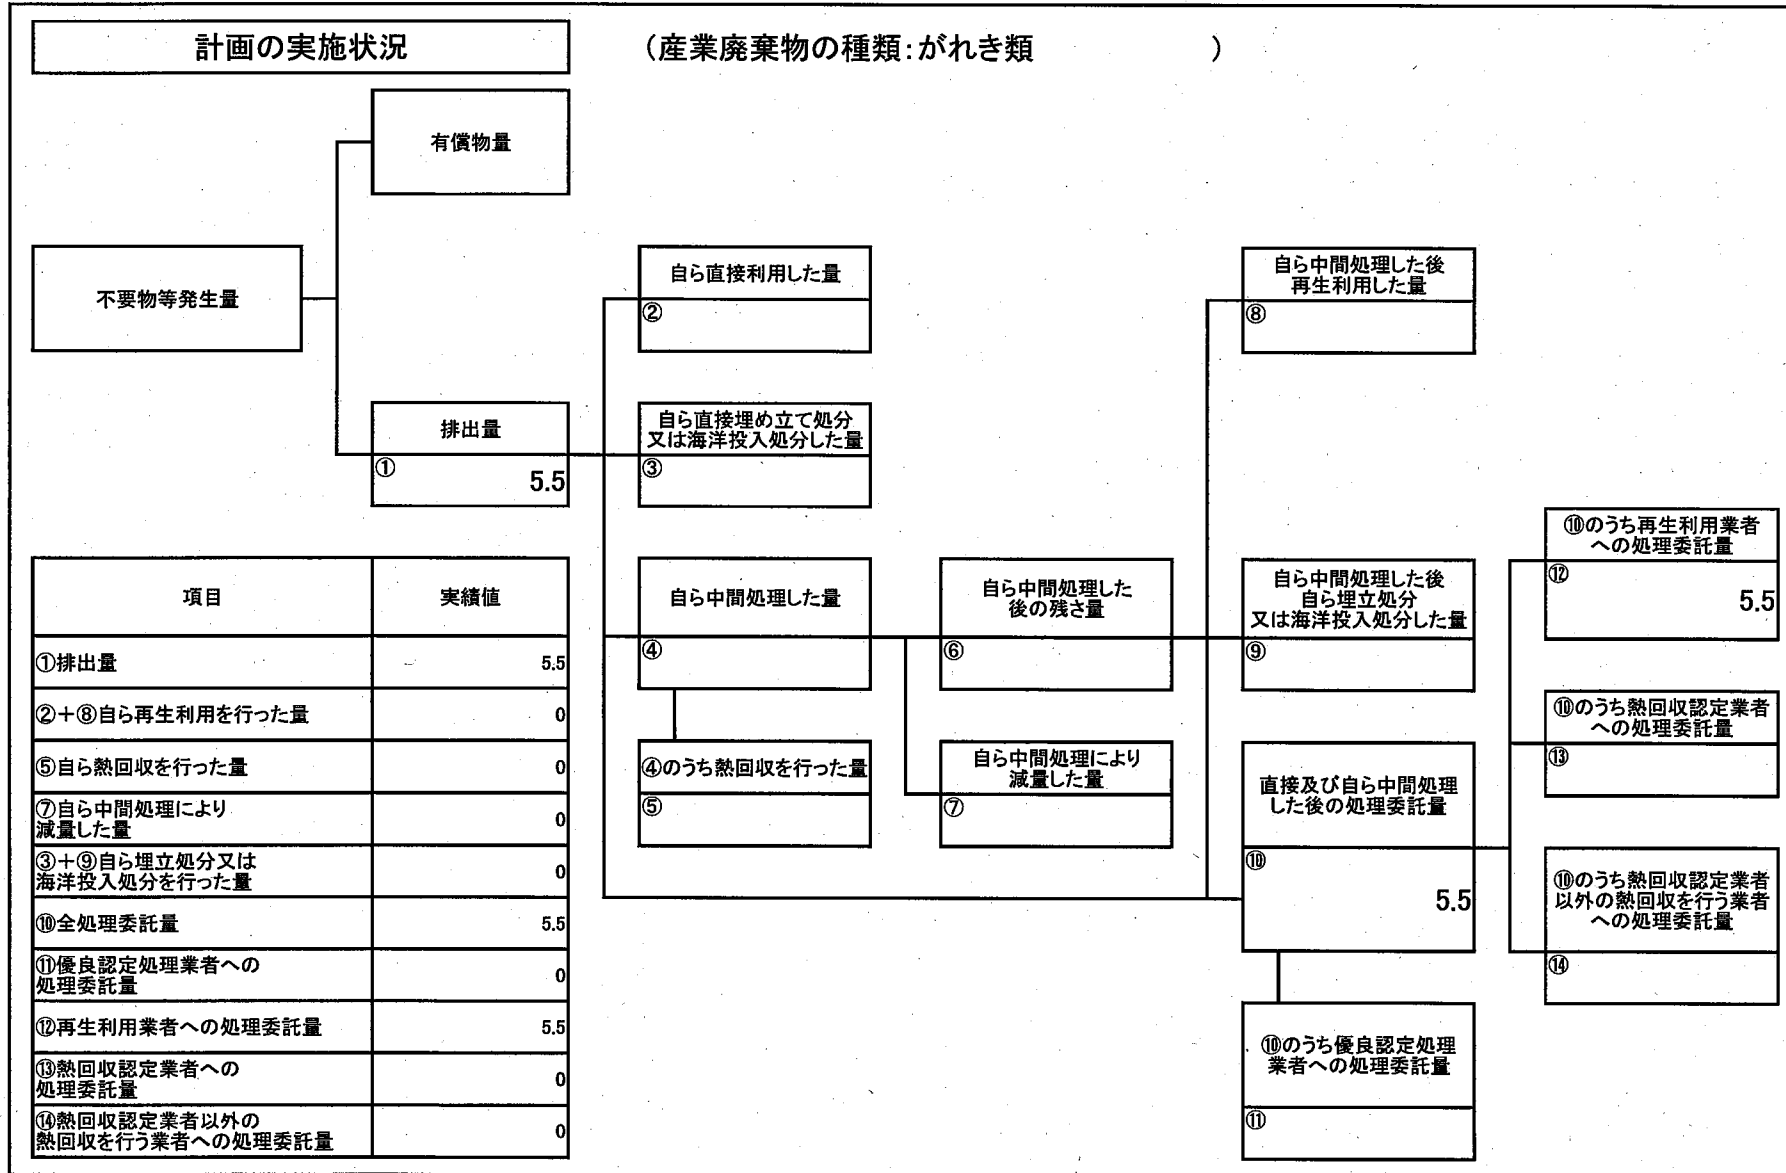 計画の実施状況
(産業廃棄物の種類:がれき類 )
有償物量
不要物等発生量
排出量
①
5.5
自ら直接利用した量
②
自ら直接埋め立て処分
又は海洋投入処分した量
③
自ら中間処理した量
④
④のうち熱回収を行った量
⑤
自ら中間処理した
後の残さ量
⑥
自ら中間処理により
減量した量
⑦
自ら中間処理した後
再生利用した量
⑧
自ら中間処理した後
自ら埋立処分
又は海洋投入処分した量
⑨
直接及び自ら中間処理
した後の処理委託量
⑩
5.5
⑩のうち優良認定処理
業者への処理委託量
⑪
⑩のうち再生利用業者
への処理委託量
⑫
5.5
⑩のうち熱回収認定業者
への処理委託量
⑬
⑩のうち熱回収認定業者
以外の熱回収を行う業者
への処理委託量
⑭
項目 実績値
①排出量 5.5
②+⑧自ら再生利用を行った量 0
⑤自ら熱回収を行った量 0
⑦自ら中間処理により
減量した量 0
③+⑨自ら埋立処分又は
海洋投入処分を行った量 0
⑩全処理委託量 5.5
⑪優良認定処理業者への
処理委託量 0
⑫再生利用業者への処理委託量 5.5
⑬熱回収認定業者への
処理委託量 0
⑭熱回収認定業者以外の
熱回収を行う業者への処理委託量 0